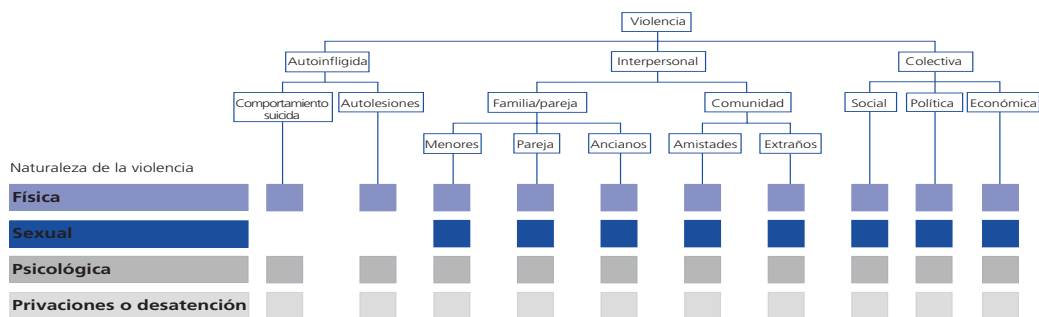 Violencia
Autoinfligida
Interpersonal
Colectiva
Comportamiento
suicida
Autolesiones
Familia/pareja
Comunidad
Social
Política
Económica
Menores
Pareja
Ancianos
Amistades
Extraños
Naturaleza de la violencia
Física
Sexual
Psicológica
Privaciones o desatención